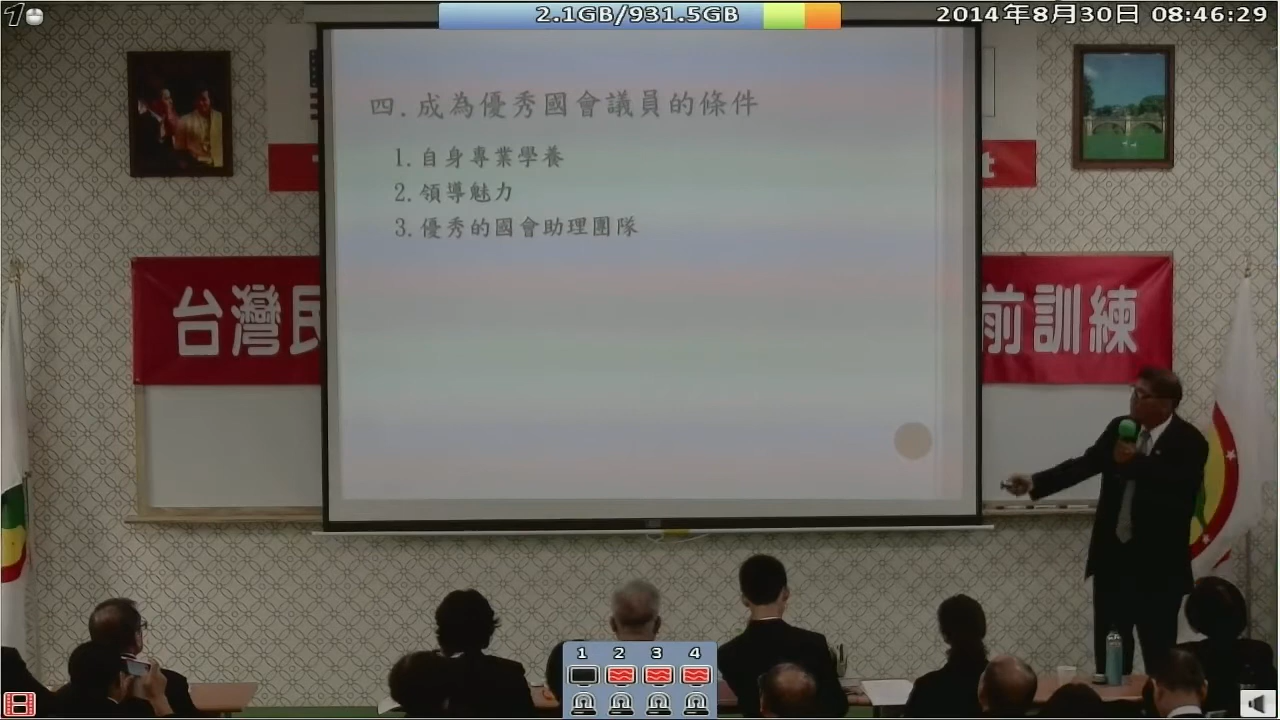 1
2.1GB/931.5GB
2014年8月30日 08:46:29
四.成為優秀國會議員的條件
1.自身專業學養
2.領導魅力
3.優秀的國會助理團隊
t
台灣民
前訓練
1 2 3 4